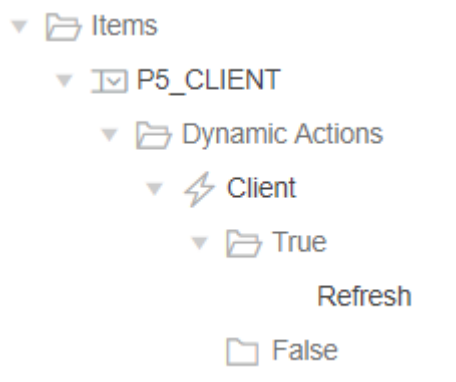 Items
P5_CLIENT
Dynamic Actions
Client
True
Refresh
False